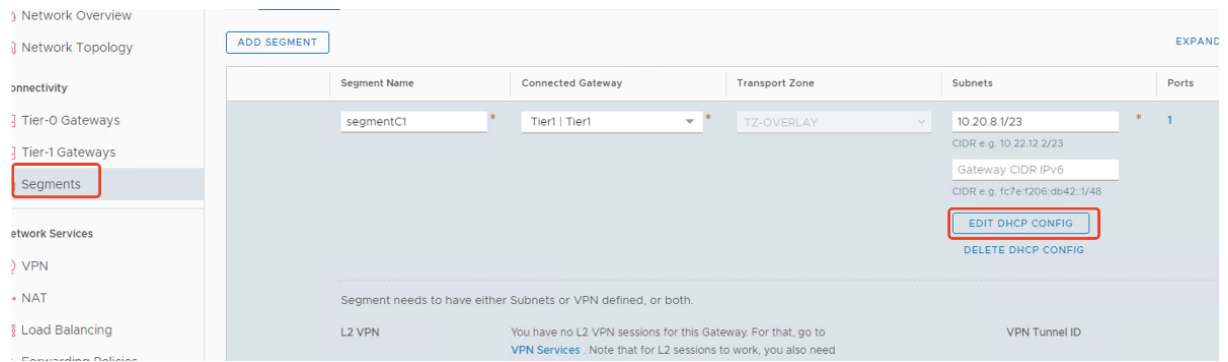 Network Overview
Network Topology
onnectivity
Tier-0 Gateways
Tier-1 Gateways
Segments
etwork Services
VPN
NAT
Load Balancing
Forwarding Policies
ADD SEGMENT
EXPAND
Segment Name Connected Gateway Transport Zone Subnets Ports
segmentC1 * Tier1 | Tier1 * TZ-OVERLAY 10.20.8.1/23 * 1
CIDR e.g. 10.22.12.2/23
Gateway CIDR IPv6
CIDR e.g. fc7e:f206:db42::1/48
EDIT DHCP CONFIG
DELETE DHCP CONFIG
Segment needs to have either Subnets or VPN defined, or both.
L2 VPN You have no L2 VPN sessions for this Gateway. For that, go to VPN Tunnel ID
VPN Services . Note that for L2 sessions to work, you also need